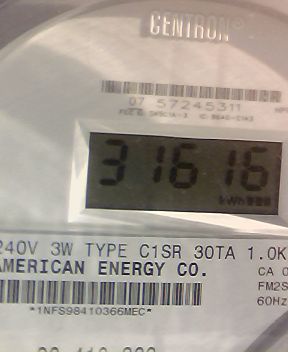 CENTRON®
07 57245311
31616
kWh
240V 3W TYPE C1SR 30TA 1.0K
AMERICAN ENERGY CO.
CA 0
FM2S
60Hz
*1NFS98410366MEC*